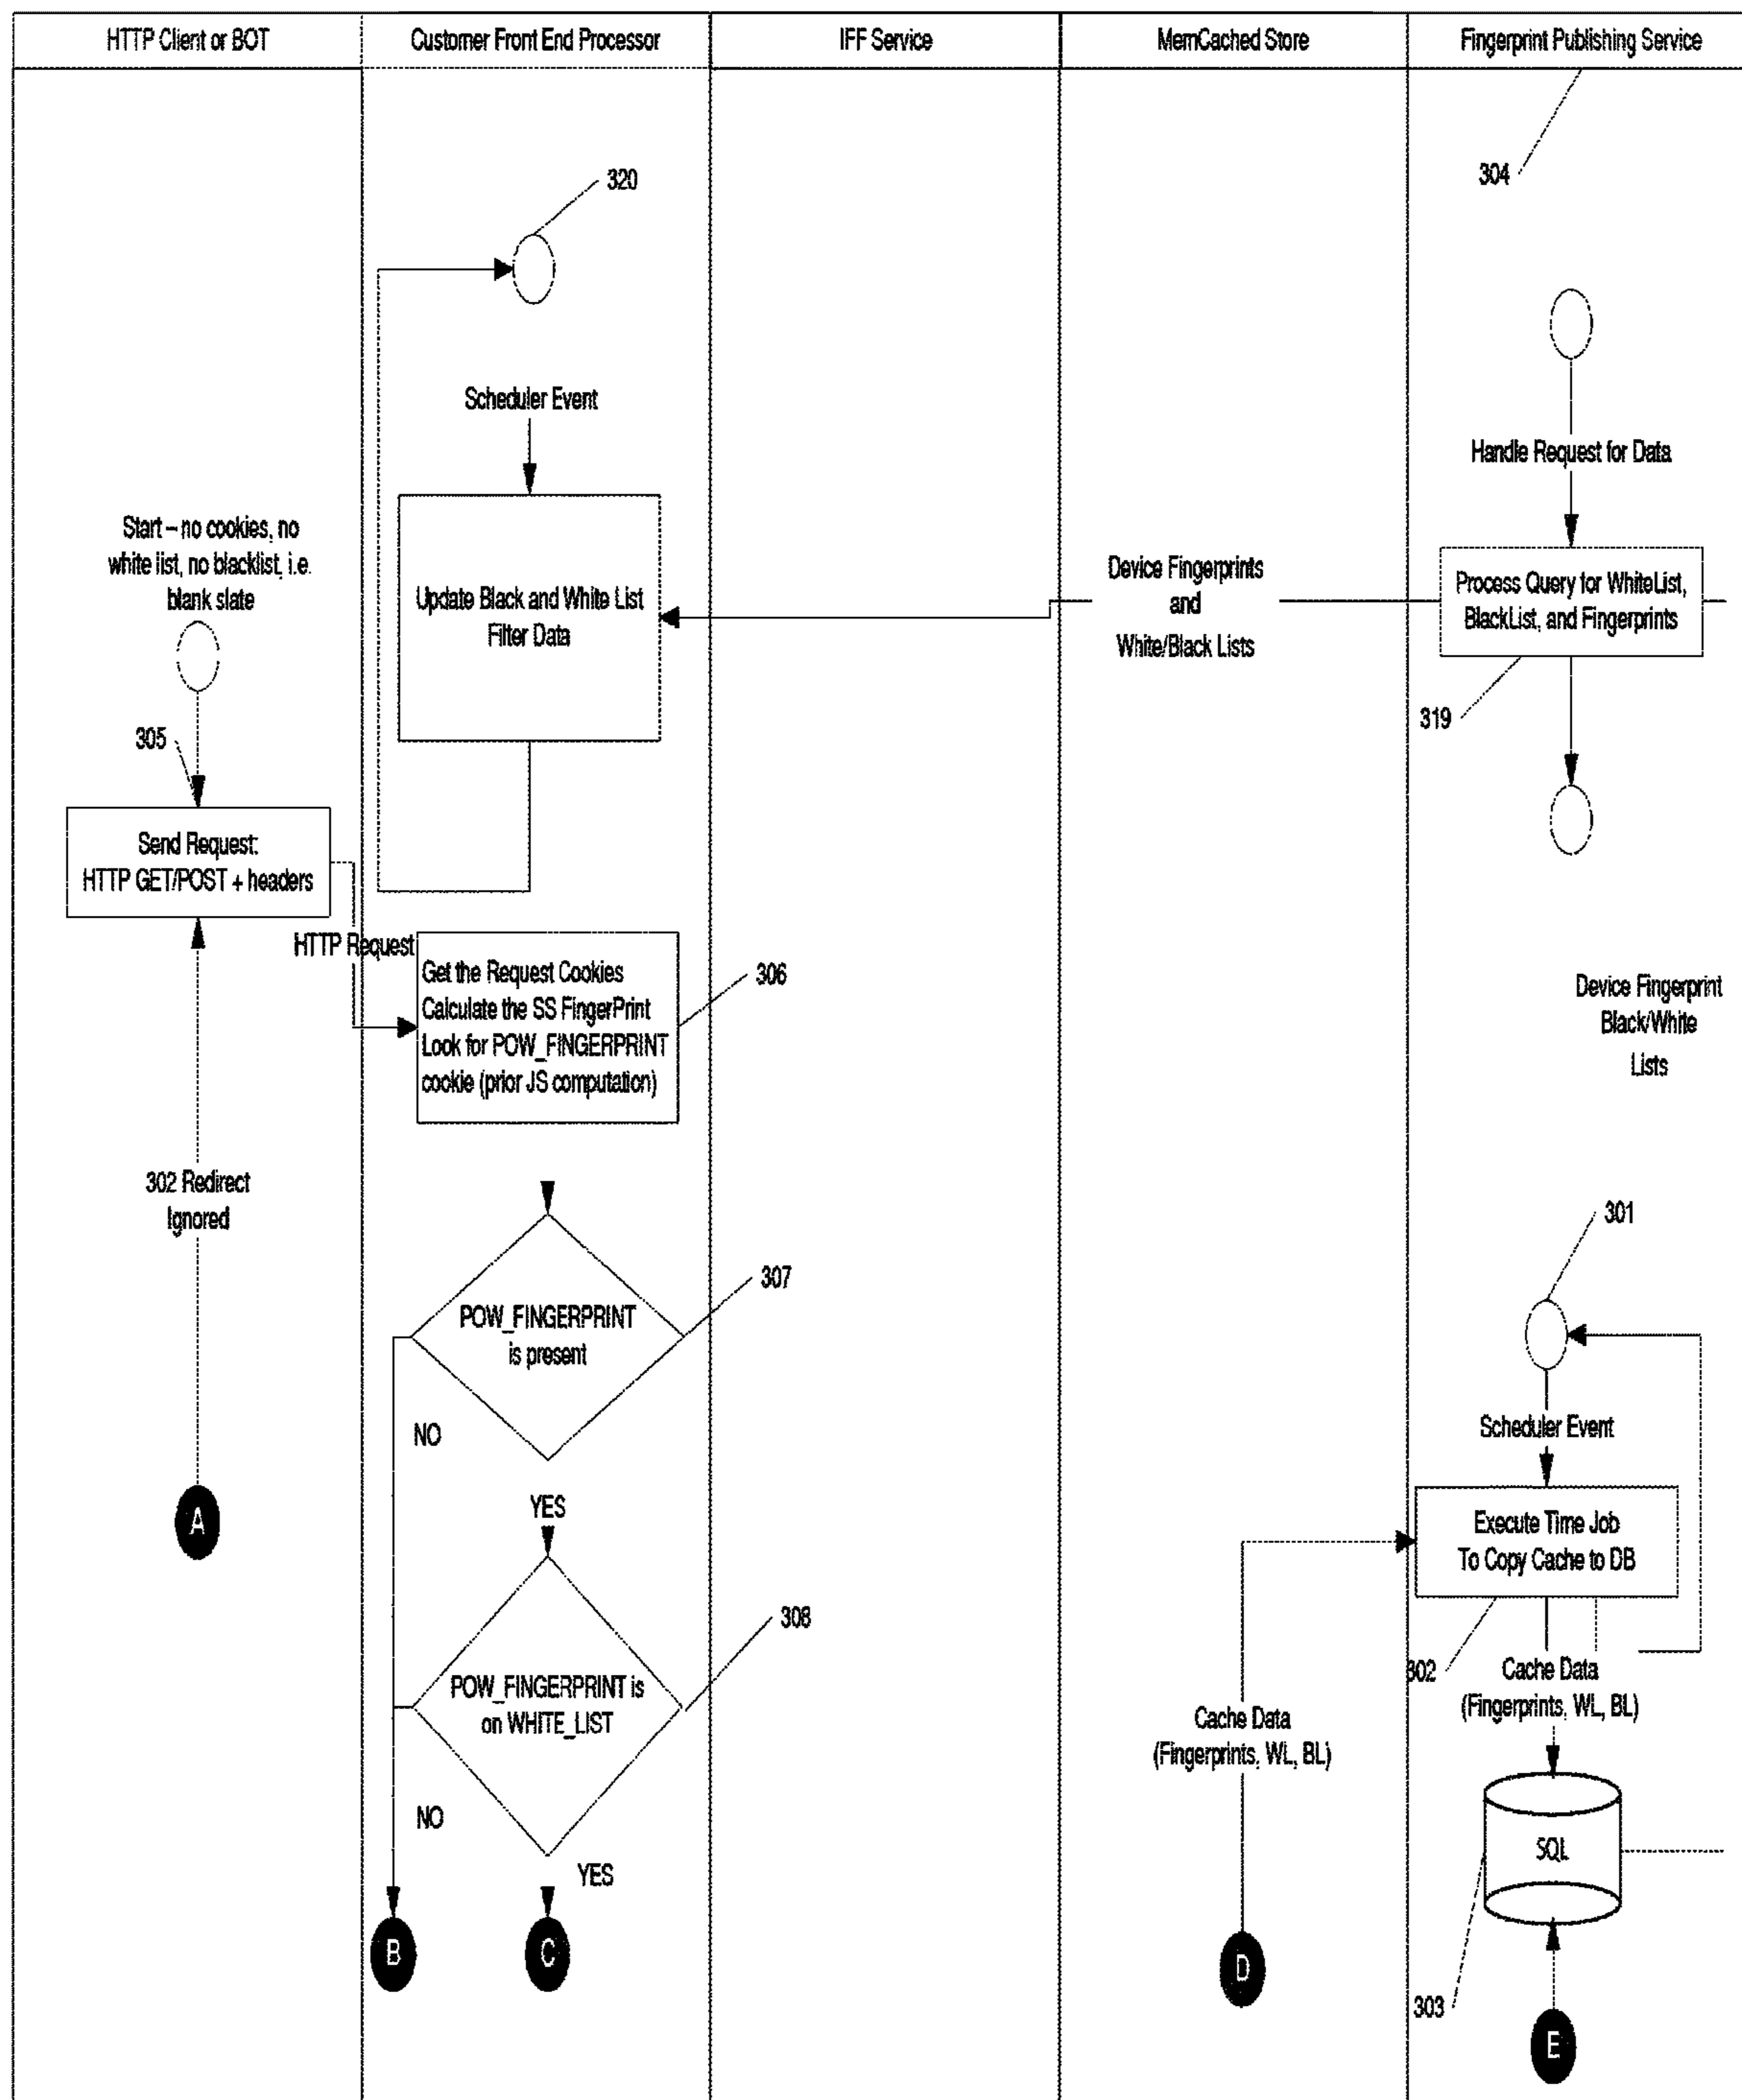 HTTP Client or BOT
Customer Front End Processor
IFF Service
MemCached Store
Fingerprint Publishing Service
304
320
Scheduler Event
Update Black and White List
Filter Data
Start – no cookies, no
white list, no blacklist, i.e.
blank slate
305
Send Request:
HTTP GET/POST + headers
HTTP Request
302 Redirect
Ignored
A
Get the Request Cookies
Calculate the SS FingerPrint
Look for POW_FINGERPRINT
cookie (prior JS computation)
306
POW_FINGERPRINT
is present
307
NO
YES
POW_FINGERPRINT is
on WHITE_LIST
308
NO
YES
B
C
Device Fingerprints
and
White/Black Lists
Handle Request for Data
Process Query for WhiteList,
BlackList, and Fingerprints
319
Device Fingerprint
Black/White
Lists
301
Scheduler Event
Execute Time Job
To Copy Cache to DB
302
Cache Data
(Fingerprints, WL, BL)
Cache Data
(Fingerprints, WL, BL)
D
SQL
303
E